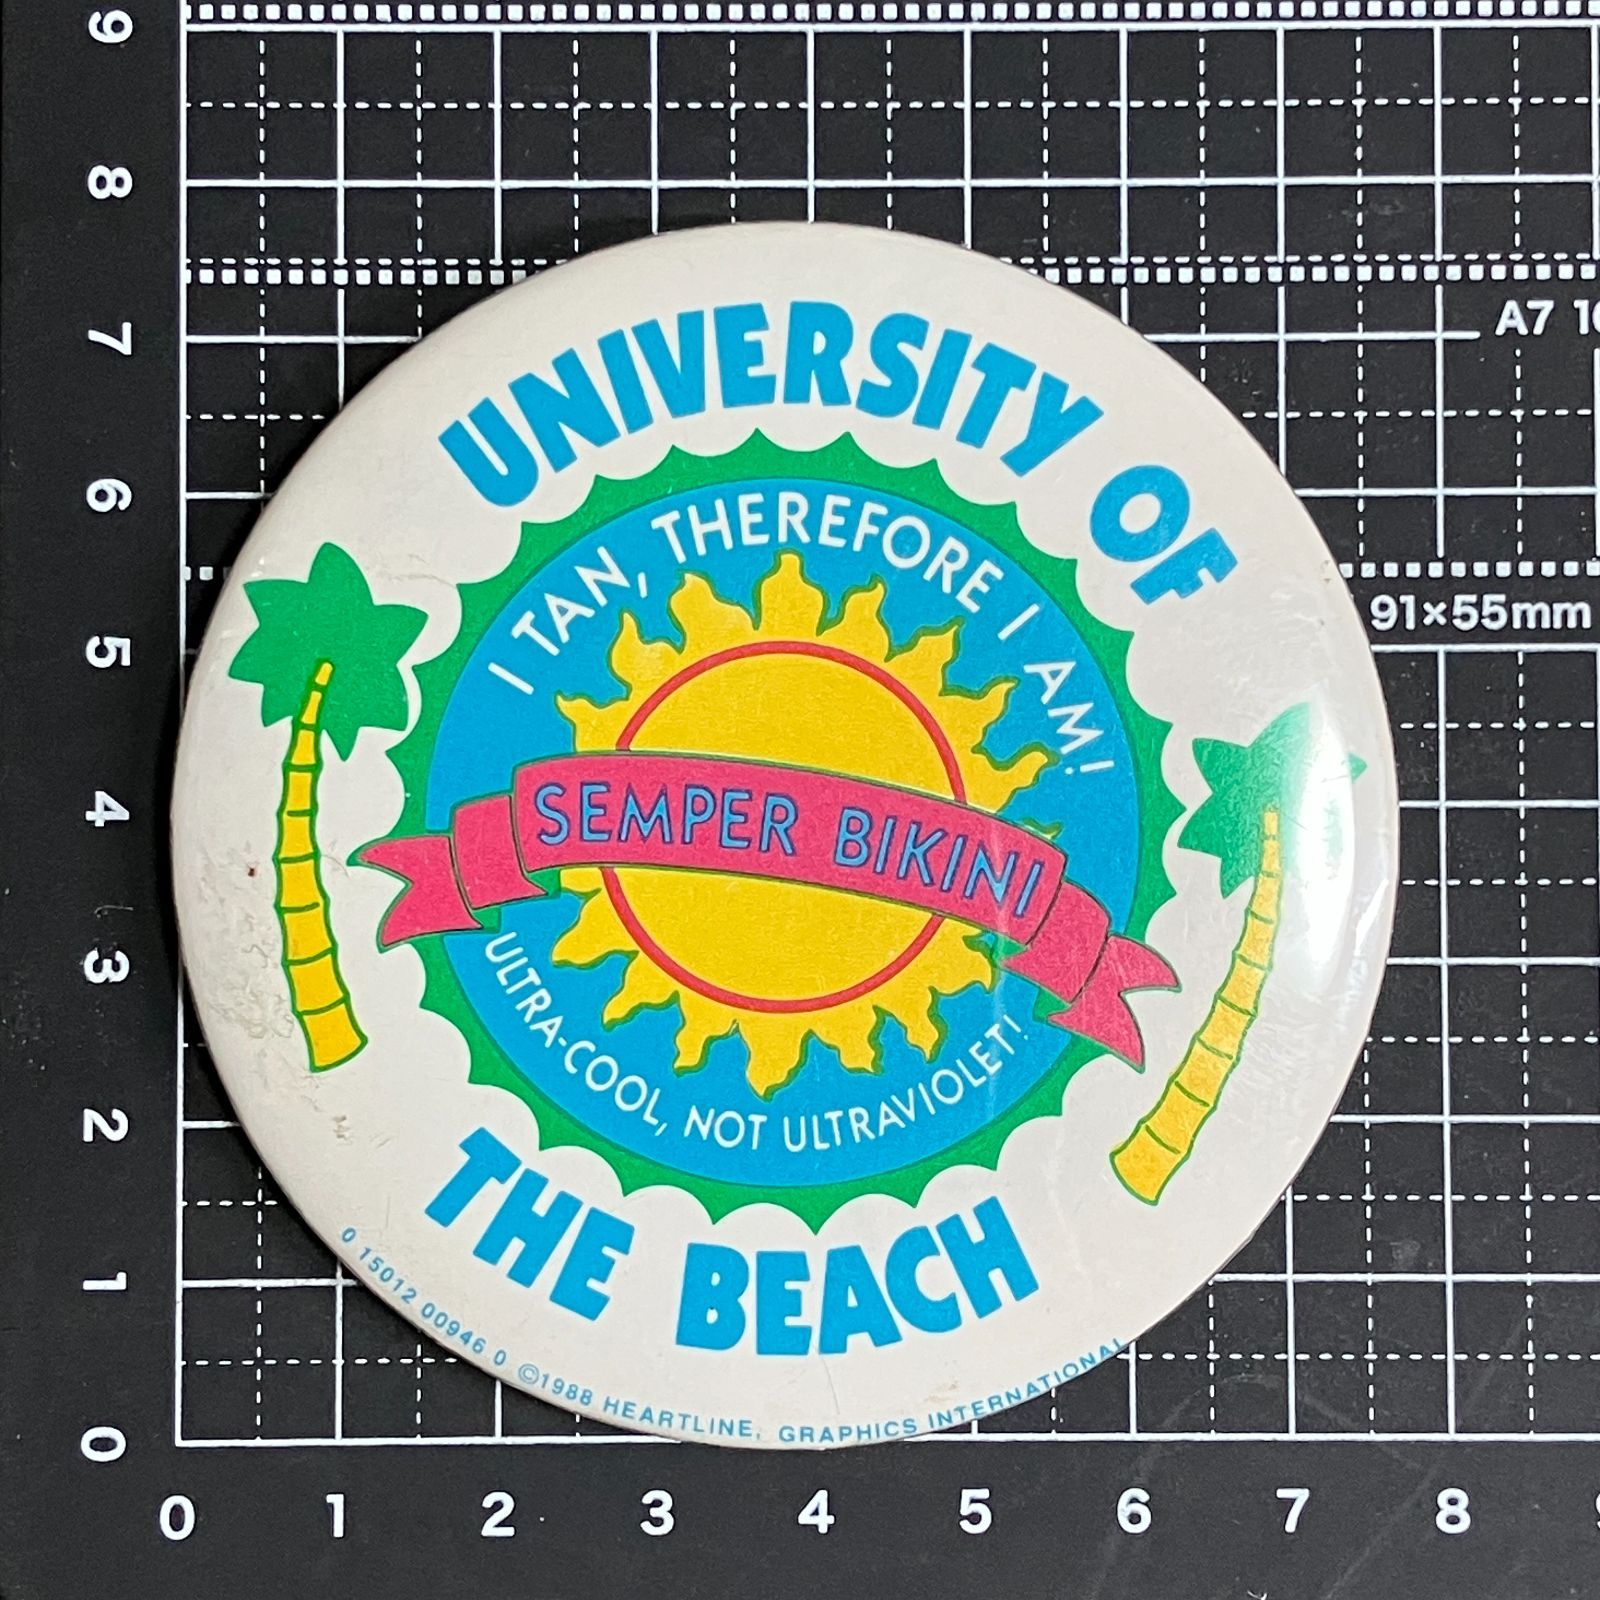 UNIVERSITY OF
I TAN, THEREFORE I AM!
SEMPER BIKINI
ULTRA-COOL, NOT ULTRAVIOLET!
THE BEACH
0 15012 00946 0 ©1988 HEARTLINE, GRAPHICS INTERNATIONAL
A7 10
91×55mm
9
8
7
6
5
4
3
2
1
0
0 1 2 3 4 5 6 7 8